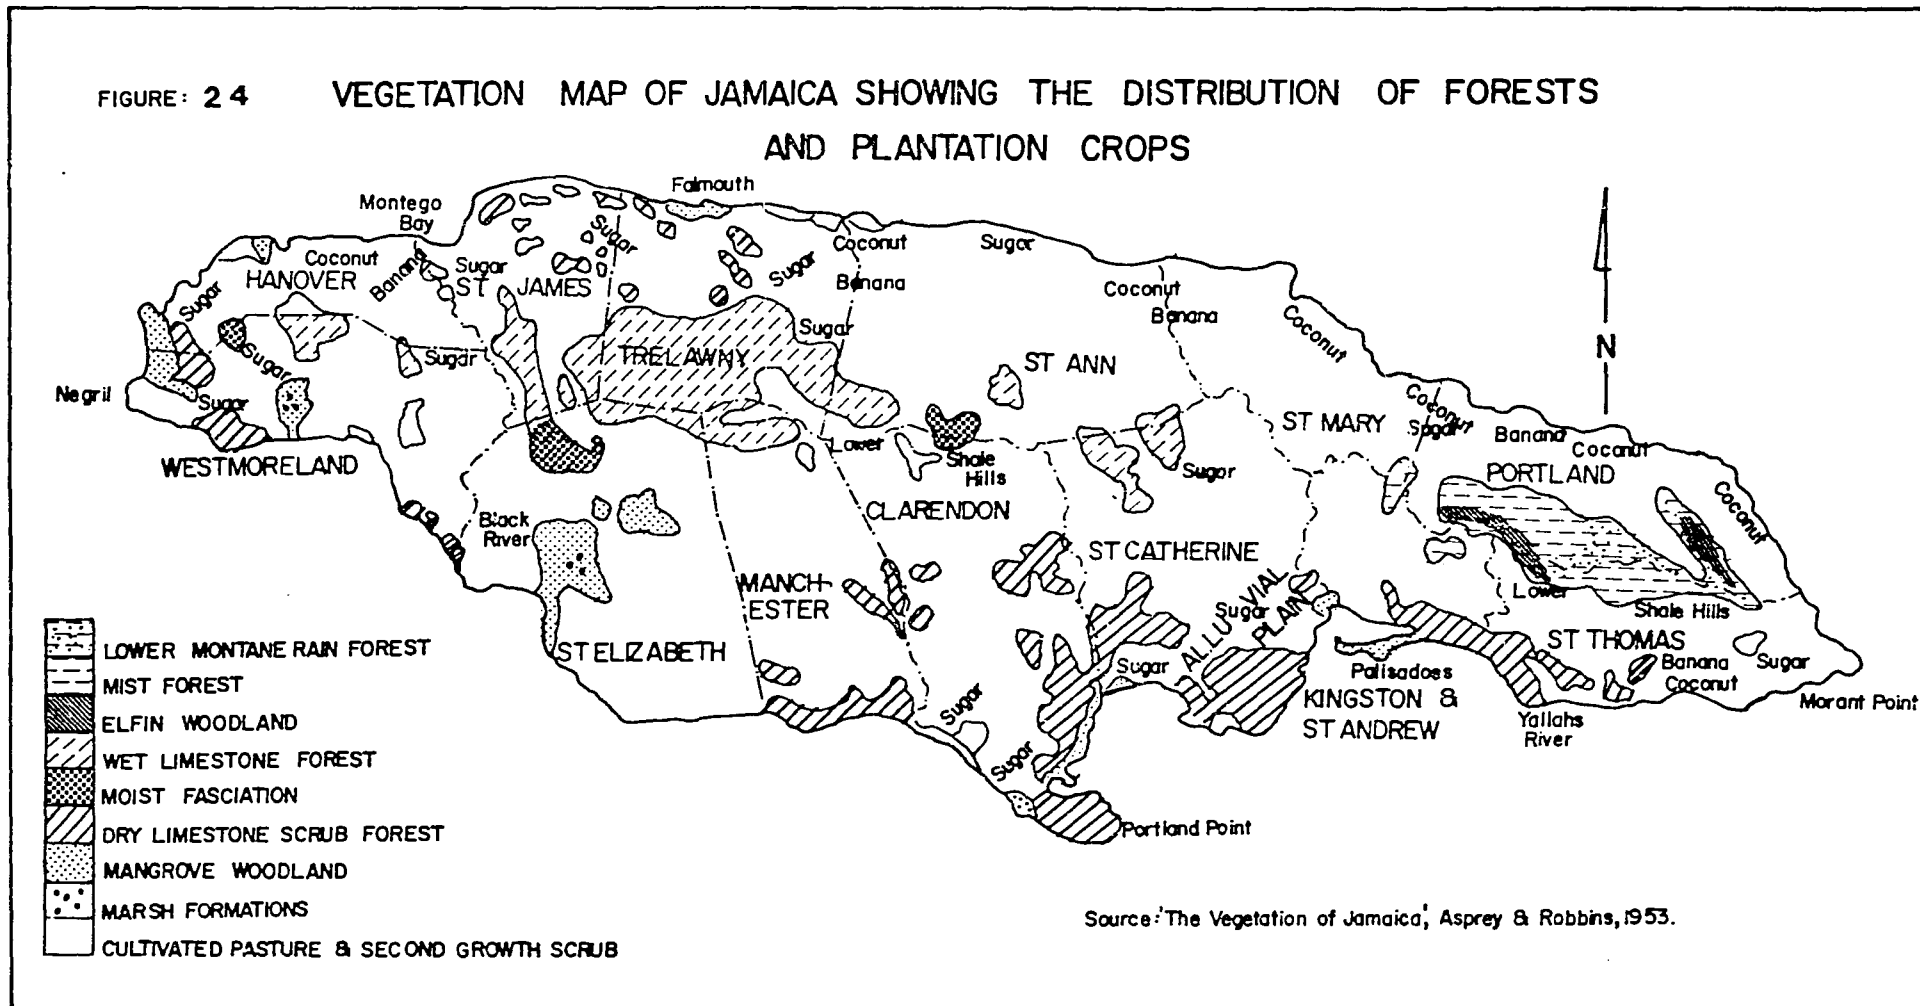 FIGURE: 24 VEGETATION MAP OF JAMAICA SHOWING THE DISTRIBUTION OF FORESTS
AND PLANTATION CROPS
Falmouth
Montego
Bay
Sugar
Coconut
Sugar
Coconut
Banana
Sugar
HANOVER
ST JAMES
Sugar
Banana
Coconut
Sugar
Banana
Coconut
Sugar
TRELAWNY
Sugar
Sugar
ST ANN
N
Negril
Sugar
Coconut
Sugar
ST MARY
Banana
Coconut
WESTMORELAND
Lower
Shale
Hills
Sugar
PORTLAND
Coconut
CLARENDON
Black
River
ST CATHERINE
MANCH-
ESTER
ALLUVIAL
PLAIN
Sugar
Lower
Shale Hills
ST ELIZABETH
ST THOMAS
Sugar
Palisadoes
Banana
Coconut
Sugar
Sugar
KINGSTON &
ST ANDREW
Morant Point
Yallahs
River
Sugar
Portland Point
LOWER MONTANE RAIN FOREST
MIST FOREST
ELFIN WOODLAND
WET LIMESTONE FOREST
MOIST FASCIATION
DRY LIMESTONE SCRUB FOREST
MANGROVE WOODLAND
MARSH FORMATIONS
CULTIVATED PASTURE & SECOND GROWTH SCRUB
Source: 'The Vegetation of Jamaica', Asprey & Robbins, 1953.